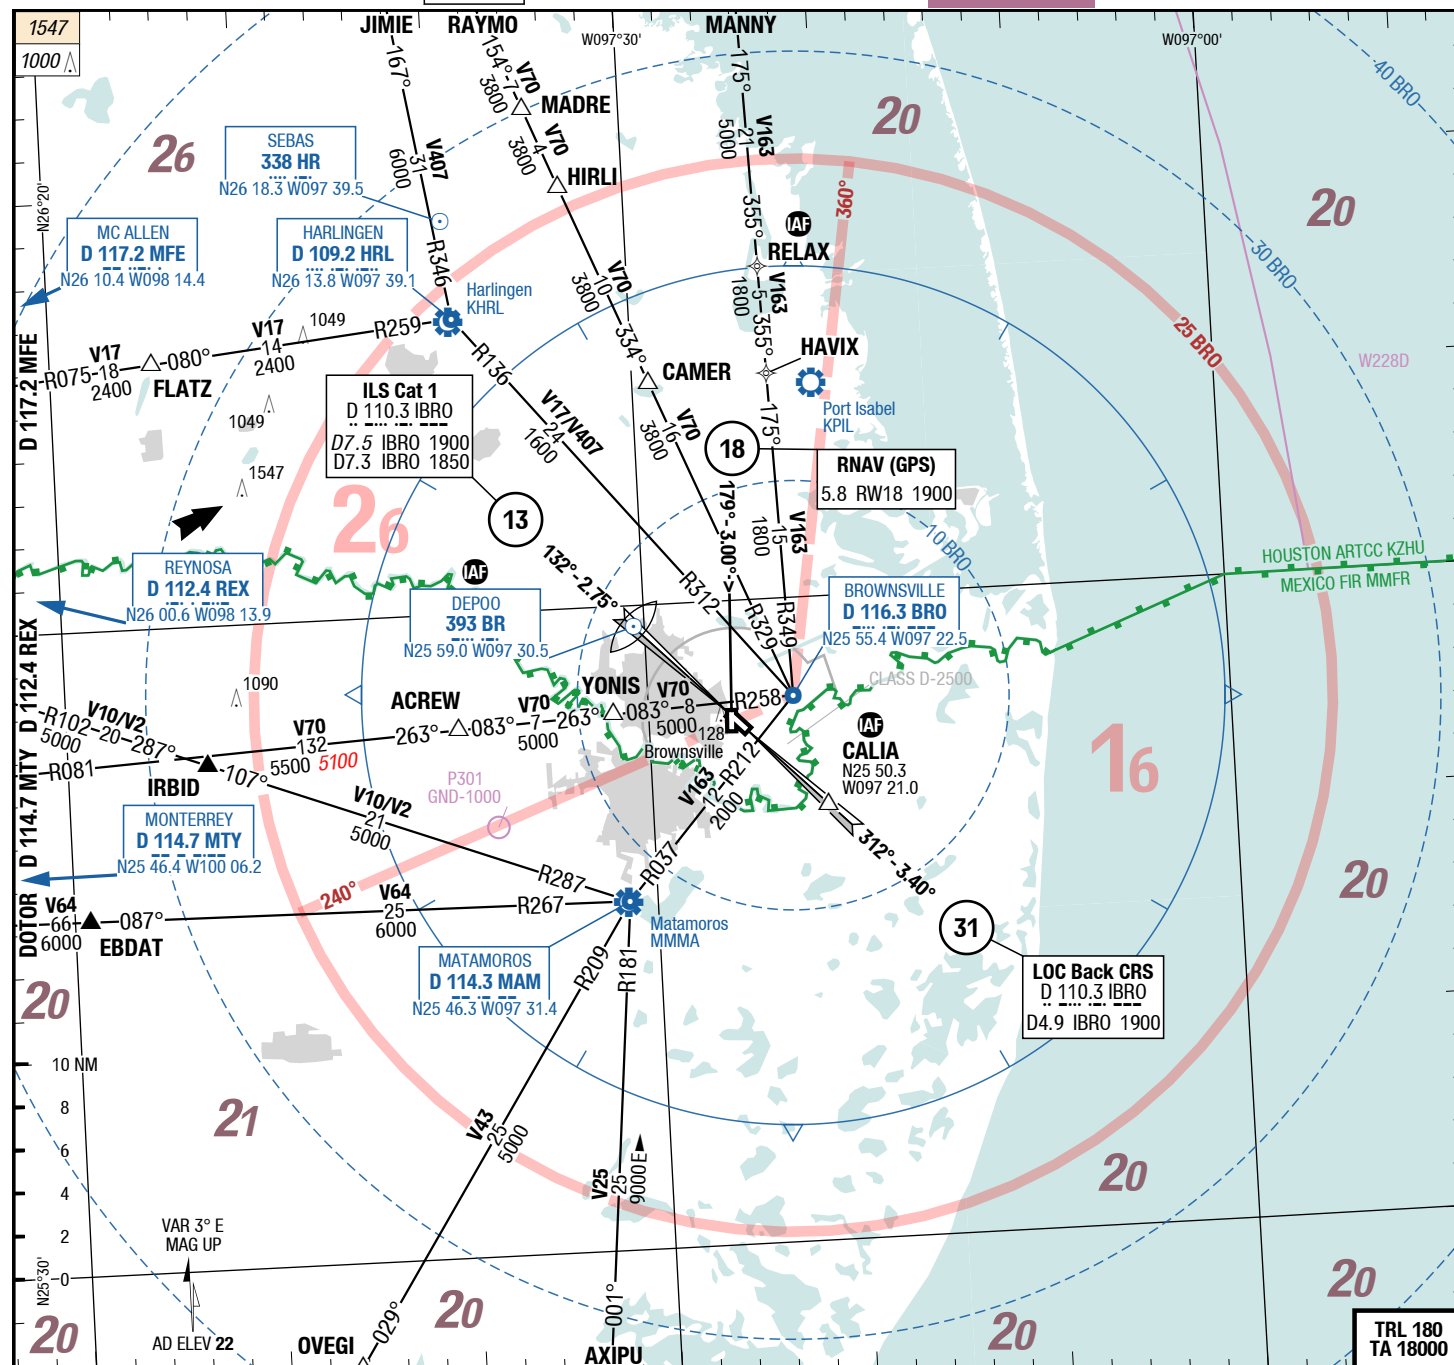 1547
1000
JIMIE
RAYMO
MANNY
W097°30'
W097°00'
N26°20'
167°
V407
31
6000
R346
154°-7
V70
3800
MADRE
V70
4
3800
HIRLI
V70
10
3800
334°
CAMER
V70
16
3800
R329
175°
V163
21
5000
355°
IAF
RELAX
V163
5-355°
1800
HAVIX
175°
V163
15
1800
R349
360°
40 BRO
30 BRO
25 BRO
10 BRO
W228D
26
20
20
SEBAS
338 HR
N26 18.3 W097 39.5
MC ALLEN
D 117.2 MFE
N26 10.4 W098 14.4
HARLINGEN
D 109.2 HRL
N26 13.8 W097 39.1
Harlingen
KHRL
D 117.2 MFE
R075-18
V17
2400
FLATZ
080°
V17
14
2400
1049
R259
1049
1547
R136
V17/V407
24
1600
R312
ILS Cat 1
D 110.3 IBRO
D7.5 IBRO 1900
D7.3 IBRO 1850
13
132°-2.75°
18
179°-3.00°
Port Isabel
KPIL
RNAV (GPS)
5.8 RW18 1900
26
HOUSTON ARTCC KZHU
MEXICO FIR MMFR
IAF
REYNOSA
D 112.4 REX
N26 00.6 W098 13.9
DEPOO
393 BR
N25 59.0 W097 30.5
BROWNSVILLE
D 116.3 BRO
N25 55.4 W097 22.5
CLASS D-2500
D 112.4 REX
R102-20-287°
V10/V2
5000
1090
ACREW
263°
083°-7-263°
V70
5000
YONIS
083°-8
V70
5000
R258
128
Brownsville
D 114.7 MTY
R081
V70
132
5500 5100
IRBID
107°
V10/V2
21
5000
R287
P301
GND-1000
IAF
CALIA
N25 50.3
W097 21.0
16
MONTERREY
D 114.7 MTY
N25 46.4 W100 06.2
V163
12-R212
2000
R037
312°-3.40°
240°
DOTOR
V64
66
6000
EBDAT
087°
V64
25
6000
R267
Matamoros
MMMA
MATAMOROS
D 114.3 MAM
N25 46.3 W097 31.4
31
LOC Back CRS
D 110.3 IBRO
D4.9 IBRO 1900
20
20
R209
R181
V43
25
5000
V25
25
9000E
21
20
10 NM
8
6
4
2
0
N25°30'
VAR 3° E
MAG UP
AD ELEV 22
OVEGI
029°
001°
AXIPU
20
20
20
20
TRL 180
TA 18000